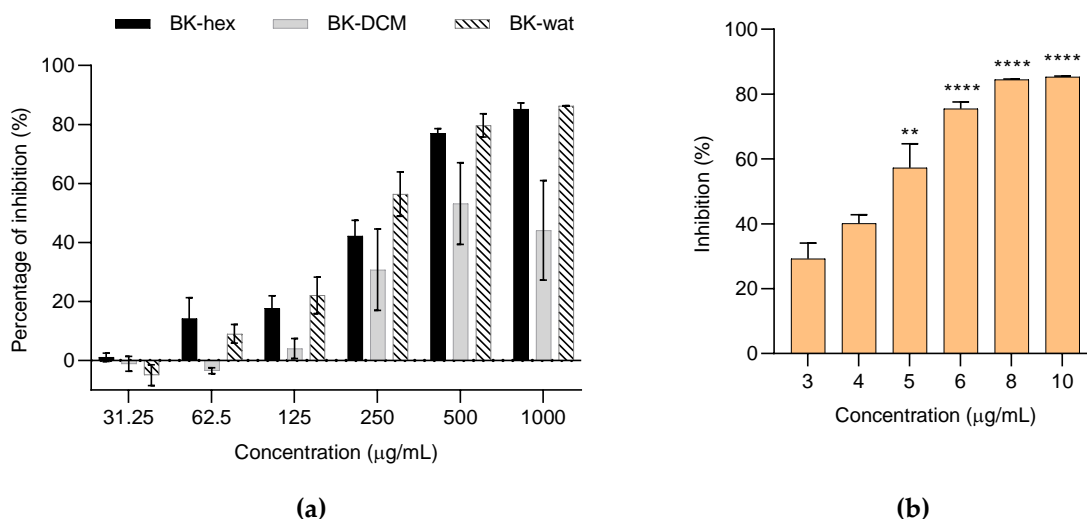 BK-hex BK-DCM BK-wat
Percentage of inhibition (%)
100
80
60
40
20
0
31.25 62.5 125 250 500 1000
Concentration (μg/mL)
(a)
Inhibition (%)
100
80
60
40
20
0
** **** **** ****
3 4 5 6 8 10
Concentration (μg/mL)
(b)